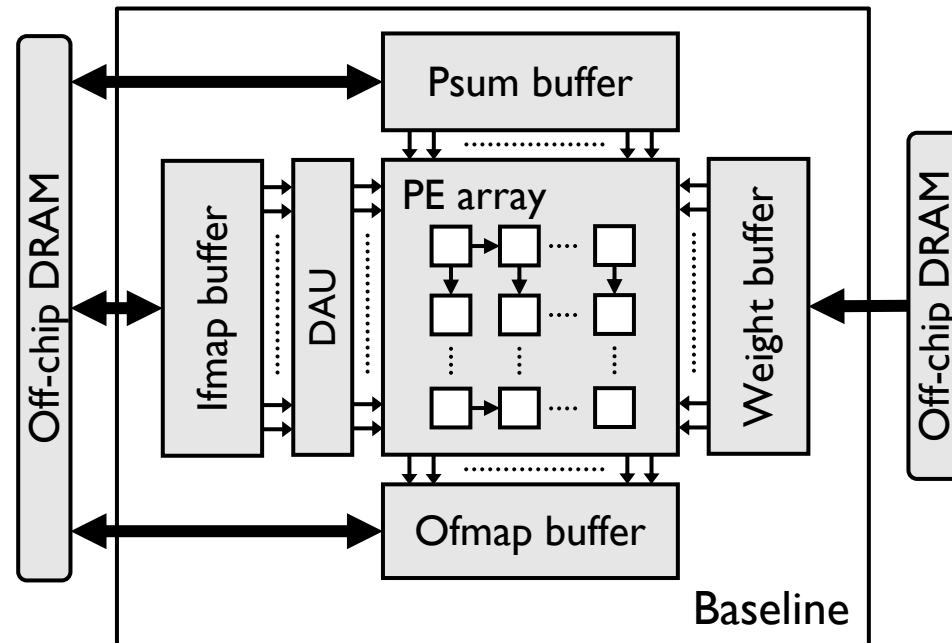 Off-chip DRAM
Psum buffer
Ifmap buffer
DAU
PE array
Weight buffer
Off-chip DRAM
Ofmap buffer
Baseline